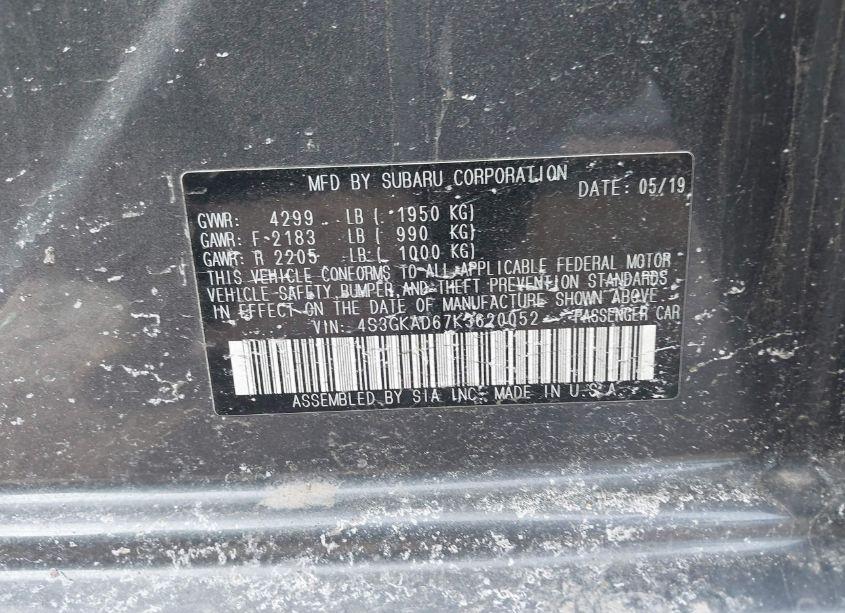 MFD BY SUBARU CORPORATION
DATE: 05/19
GVWR: 4299 LB ( 1950 KG)
GAWR: F 2183 LB ( 990 KG)
GAWR: R 2205 LB ( 1000 KG)
THIS VEHICLE CONFORMS TO ALL APPLICABLE FEDERAL MOTOR
VEHICLE SAFETY, BUMPER AND THEFT PREVENTION STANDARDS
IN EFFECT ON THE DATE OF MANUFACTURE SHOWN ABOVE
VIN: 4S3GKAD67K3620052 PASSENGER CAR
ASSEMBLED BY SIA INC. MADE IN U.S.A.